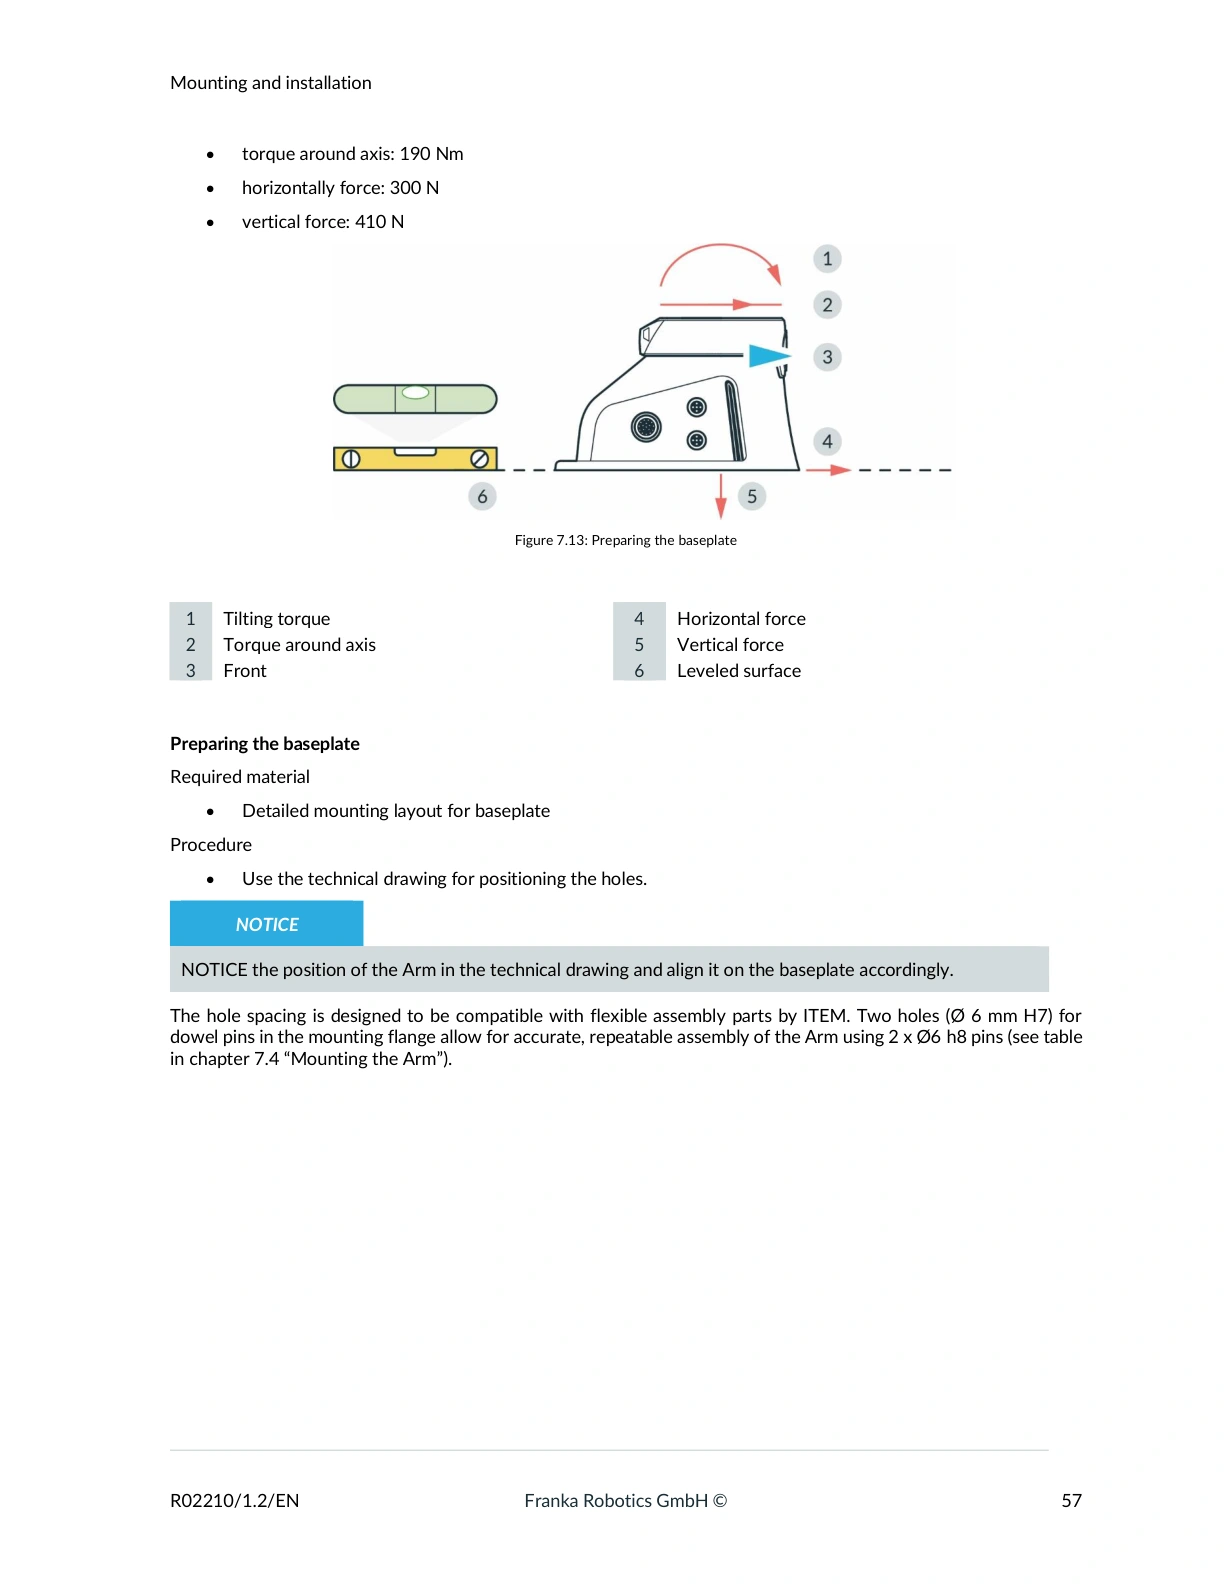 Mounting and installation
• torque around axis: 190 Nm
• horizontally force: 300 N
• vertical force: 410 N
1
2
3
4
5
6
Figure 7.13: Preparing the baseplate
1 Tilting torque
2 Torque around axis
3 Front
4 Horizontal force
5 Vertical force
6 Leveled surface
Preparing the baseplate
Required material
• Detailed mounting layout for baseplate
Procedure
• Use the technical drawing for positioning the holes.
NOTICE
NOTICE the position of the Arm in the technical drawing and align it on the baseplate accordingly.
The hole spacing is designed to be compatible with flexible assembly parts by ITEM. Two holes (Ø 6 mm H7) for
dowel pins in the mounting flange allow for accurate, repeatable assembly of the Arm using 2 x Ø6 h8 pins (see table
in chapter 7.4 “Mounting the Arm”).
R02210/1.2/EN
Franka Robotics GmbH ©
57